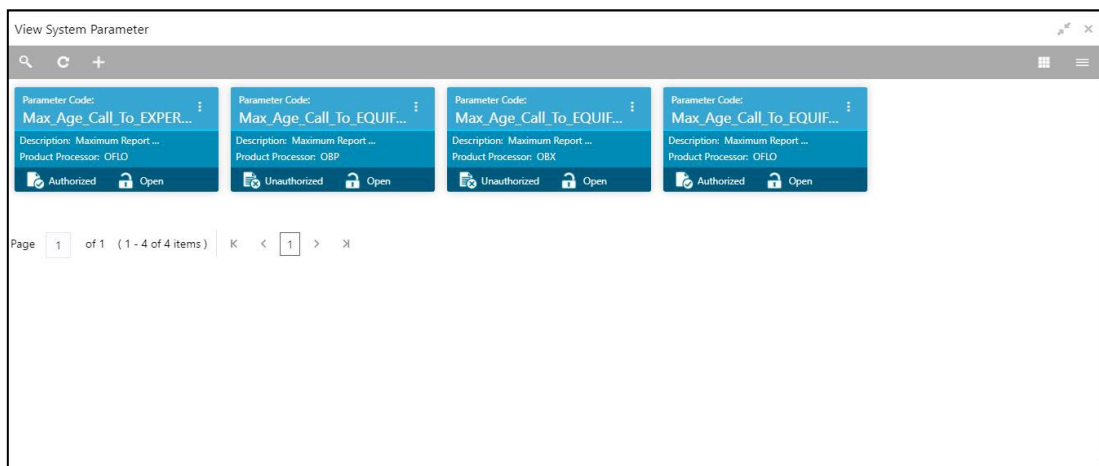 View System Parameter
Parameter Code:
Max_Age_Call_To_EXPER...
Description: Maximum Report ...
Product Processor: OFLO
Authorized Open
Parameter Code:
Max_Age_Call_To_EQUIF...
Description: Maximum Report ...
Product Processor: OBP
Unauthorized Open
Parameter Code:
Max_Age_Call_To_EQUIF...
Description: Maximum Report ...
Product Processor: OBX
Unauthorized Open
Parameter Code:
Max_Age_Call_To_EQUIF...
Description: Maximum Report ...
Product Processor: OFLO
Authorized Open
Page 1 of 1 (1 - 4 of 4 items) 1